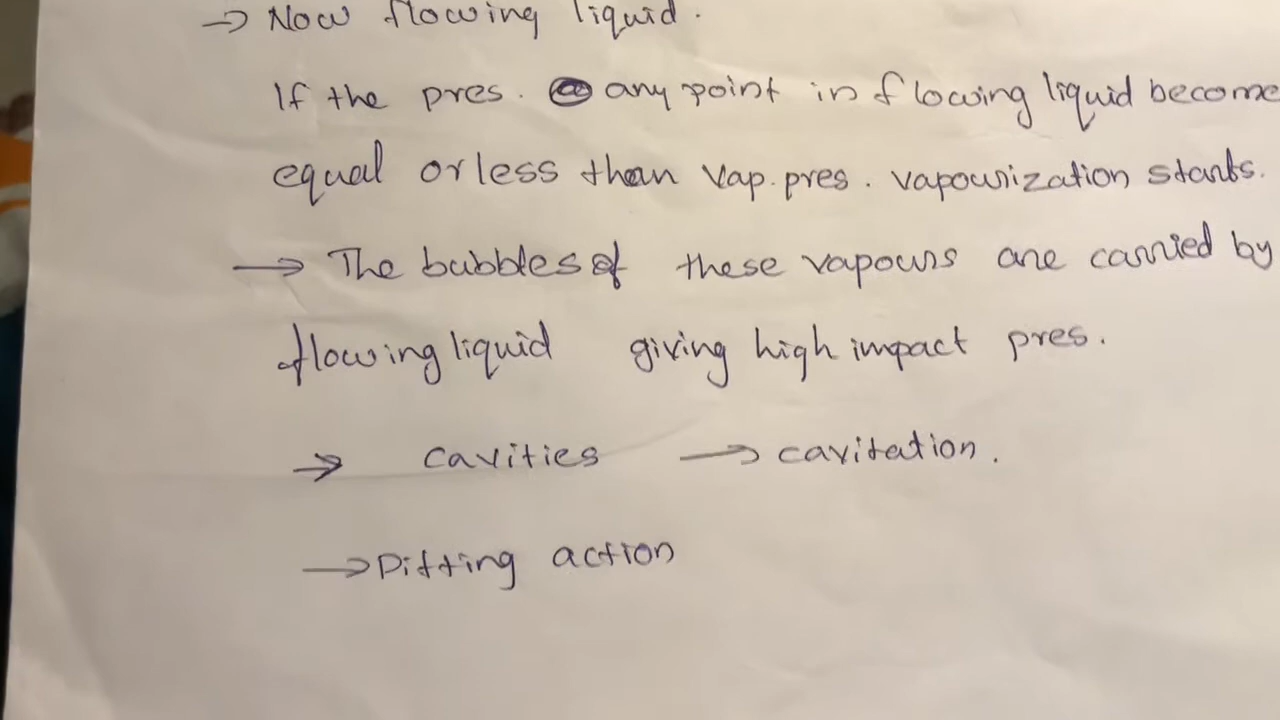 → Now flowing liquid.
If the pres. @ any point in flowing liquid become
equal or less than vap. pres. vapourization starts.
→ The bubbles of these vapours are carried by
flowing liquid giving high impact pres.
→ cavities → cavitation.
→ Pitting action